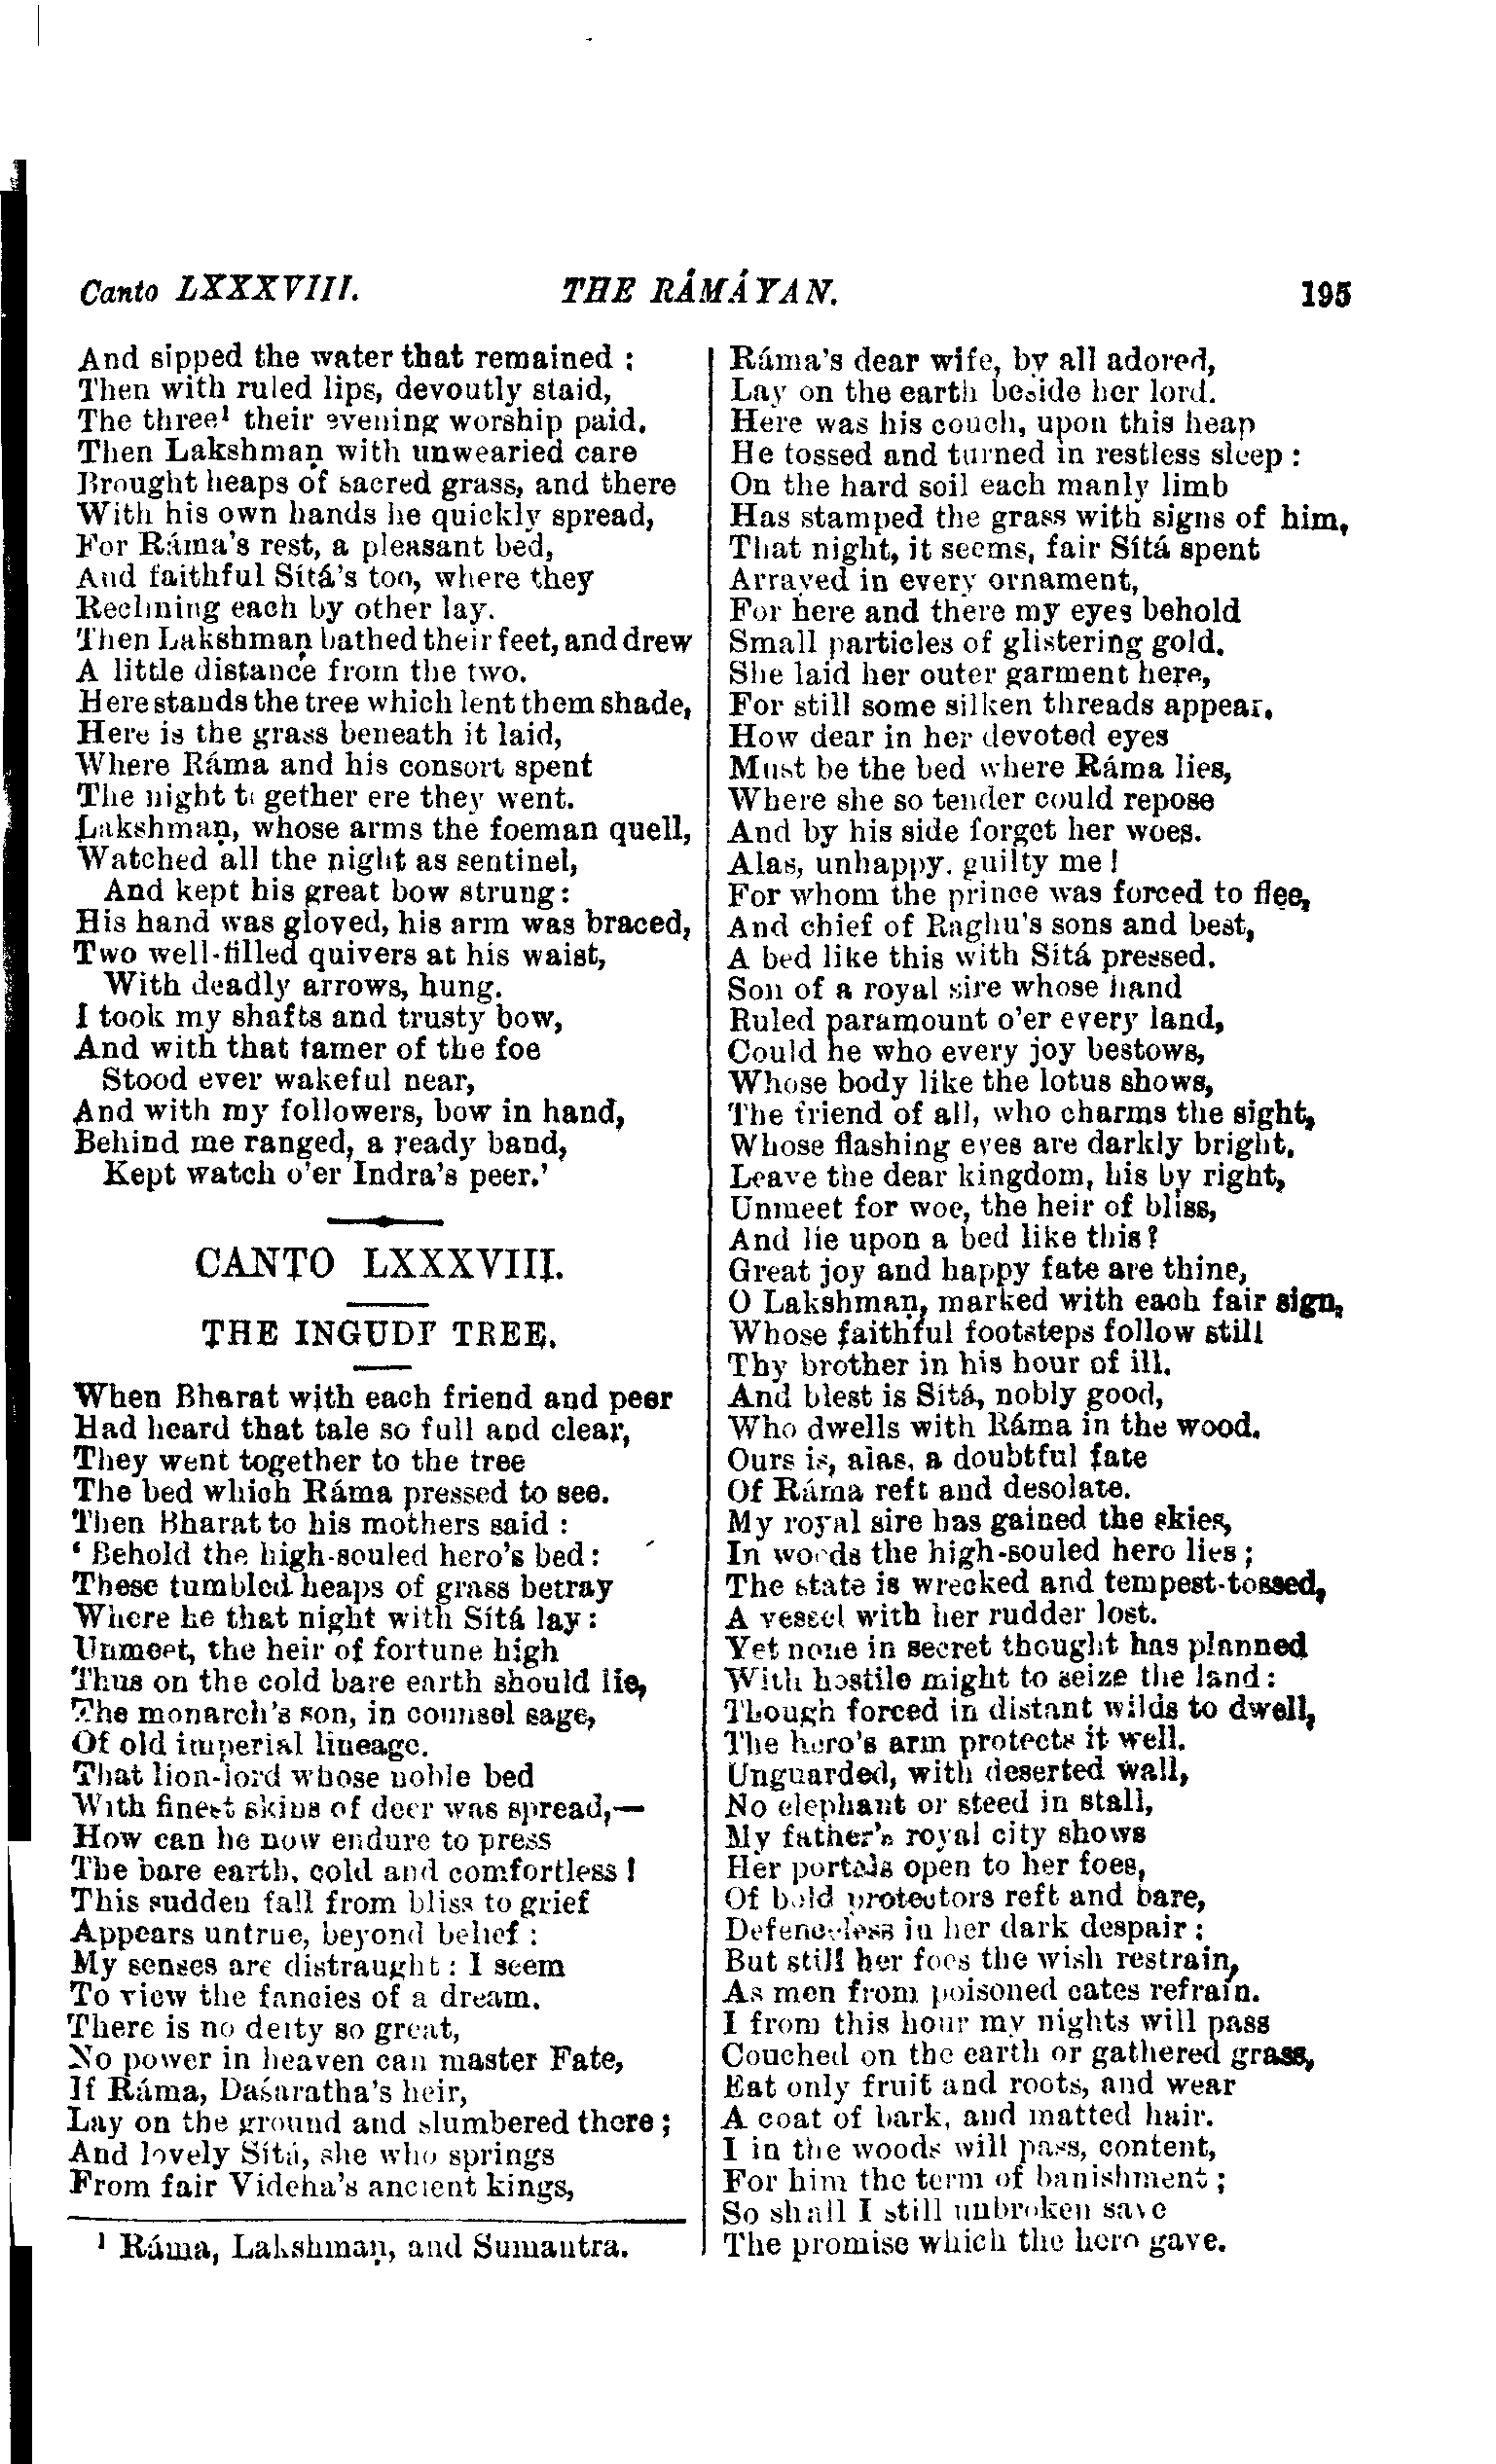 Canto LXXXVIII. THE RÁMÁYAN. 195
And sipped the water that remained :
Then with ruled lips, devoutly staid,
The three¹ their evening worship paid.
Then Lakshmaṇ with unwearied care
Brought heaps of sacred grass, and there
With his own hands he quickly spread,
For Ráma's rest, a pleasant bed,
And faithful Sítá's too, where they
Reclining each by other lay.
Then Lakshmaṇ bathed their feet, and drew
A little distance from the two.
Here stands the tree which lent them shade,
Here is the grass beneath it laid,
Where Ráma and his consort spent
The night together ere they went.
Lakshmaṇ, whose arms the foeman quell,
Watched all the night as sentinel,
And kept his great bow strung:
His hand was gloved, his arm was braced,
Two well-filled quivers at his waist,
With deadly arrows, hung.
I took my shafts and trusty bow,
And with that tamer of the foe
Stood ever wakeful near,
And with my followers, bow in hand,
Behind me ranged, a ready band,
Kept watch o'er Indra's peer.'
CANTO LXXXVIII.
THE INGUDÍ TREE.
When Bharat with each friend and peer
Had heard that tale so full and clear,
They went together to the tree
The bed which Ráma pressed to see.
Then Bharat to his mothers said :
' Behold the high-souled hero's bed:
These tumbled heaps of grass betray
Where he that night with Sítá lay:
Unmeet, the heir of fortune high
Thus on the cold bare earth should lie,
The monarch's son, in counsel sage,
Of old imperial lineage.
That lion-lord whose noble bed
With finest skins of deer was spread,—
How can he now endure to press
The bare earth, cold and comfortless!
This sudden fall from bliss to grief
Appears untrue, beyond belief :
My senses are distraught: I seem
To view the fancies of a dream.
There is no deity so great,
No power in heaven can master Fate,
If Ráma, Daśaratha's heir,
Lay on the ground and slumbered there;
And lovely Sítá, she who springs
From fair Videha's ancient kings,
¹ Ráma, Lakshmaṇ, and Sumantra.
Ráma's dear wife, by all adored,
Lay on the earth beside her lord.
Here was his couch, upon this heap
He tossed and turned in restless sleep :
On the hard soil each manly limb
Has stamped the grass with signs of him,
That night, it seems, fair Sítá spent
Arrayed in every ornament,
For here and there my eyes behold
Small particles of glistering gold.
She laid her outer garment here,
For still some silken threads appear.
How dear in her devoted eyes
Must be the bed where Ráma lies,
Where she so tender could repose
And by his side forget her woes.
Alas, unhappy. guilty me!
For whom the prince was forced to flee,
And chief of Raghu's sons and best,
A bed like this with Sítá pressed.
Son of a royal sire whose hand
Ruled paramount o'er every land,
Could he who every joy bestows,
Whose body like the lotus shows,
The friend of all, who charms the sight,
Whose flashing eyes are darkly bright,
Leave the dear kingdom, his by right,
Unmeet for woe, the heir of bliss,
And lie upon a bed like this?
Great joy and happy fate are thine,
O Lakshmaṇ, marked with each fair sign,
Whose faithful footsteps follow still
Thy brother in his hour of ill.
And blest is Sítá, nobly good,
Who dwells with Ráma in the wood.
Ours is, alas, a doubtful fate
Of Ráma reft and desolate.
My royal sire has gained the skies,
In woods the high-souled hero lies;
The state is wrecked and tempest-tossed,
A vessel with her rudder lost.
Yet none in secret thought has planned
With hostile might to seize the land:
Though forced in distant wilds to dwell,
The hero's arm protects it well.
Unguarded, with deserted wall,
No elephant or steed in stall,
My father's royal city shows
Her portals open to her foes,
Of bold protectors reft and bare,
Defenceless in her dark despair :
But still her foes the wish restrain,
As men from poisoned cates refrain.
I from this hour my nights will pass
Couched on the earth or gathered grass,
Eat only fruit and roots, and wear
A coat of bark, and matted hair.
I in the woods will pass, content,
For him the term of banishment;
So shall I still unbroken save
The promise which the hero gave.